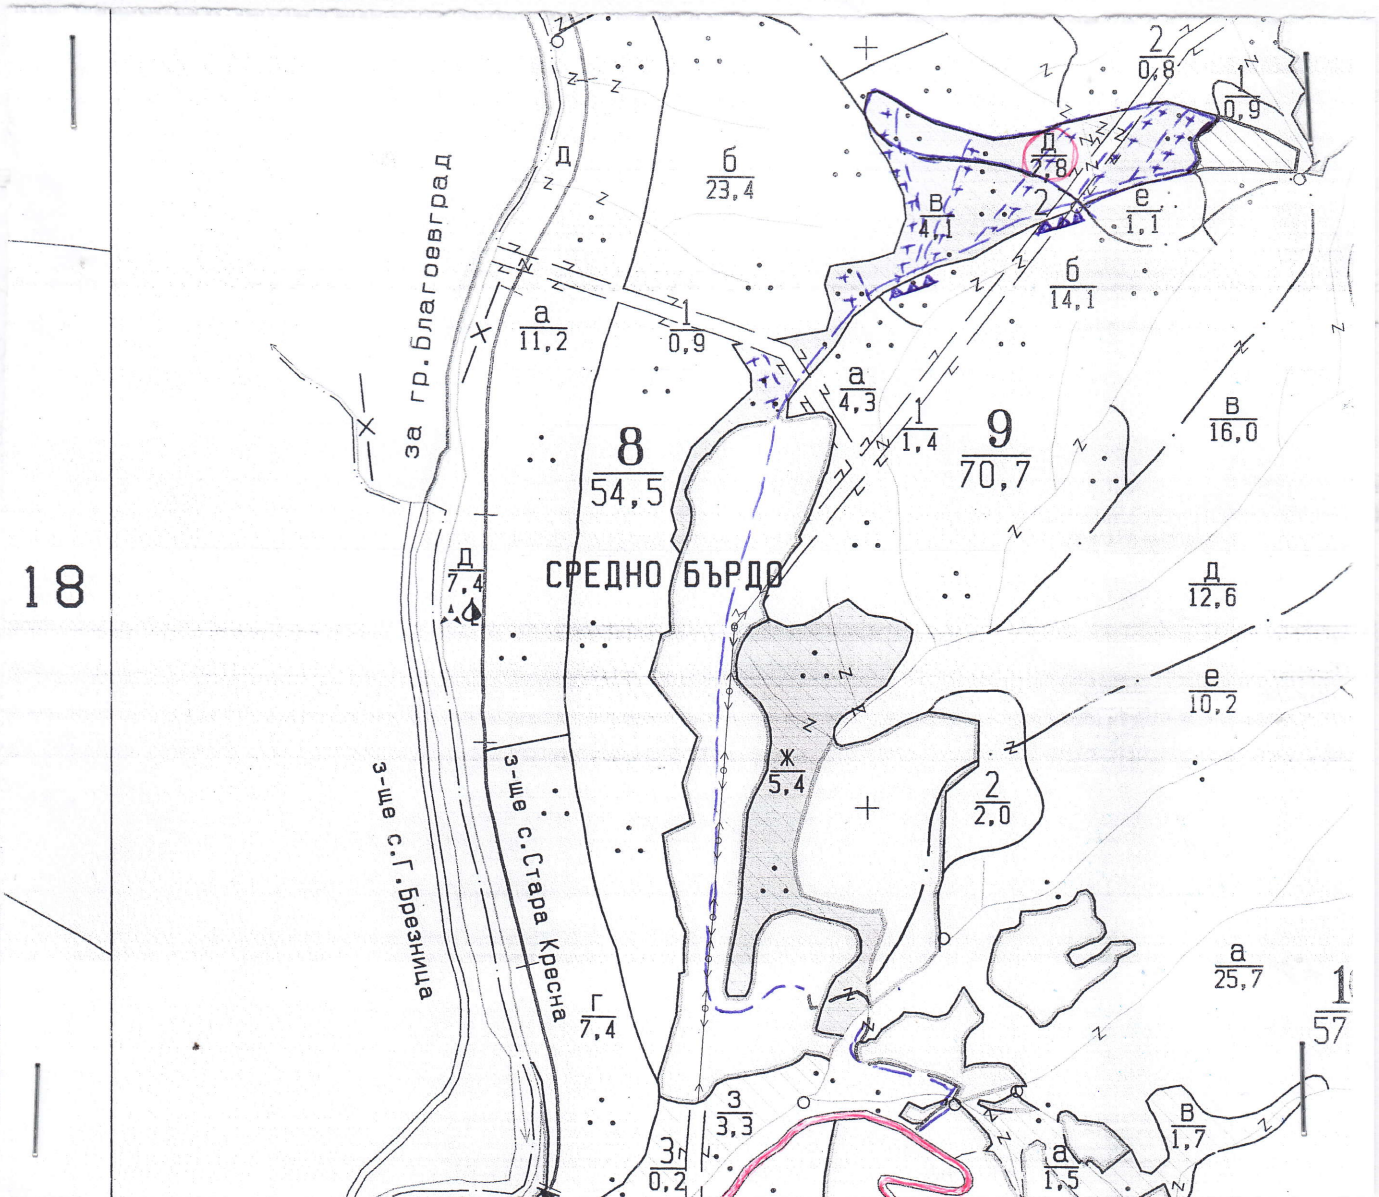 2
0,8
1
0,9
Д
б
23,4
Д
2,8
за гр.Благоевград
в
4,1
2
е
1,1
б
14,1
а
11,2
1
0,9
а
4,3
1
1,4
9
70,7
в
16,0
8
54,5
18
Д
7,4
СРЕДНО БЪРДО
Д
12,6
е
10,2
ж
5,4
2
2,0
з-ще с.Г.Брезница
з-ще с.Стара Кресна
а
25,7
57
Г
7,4
з
3,3
в
1,7
3
0,2
а
1,5